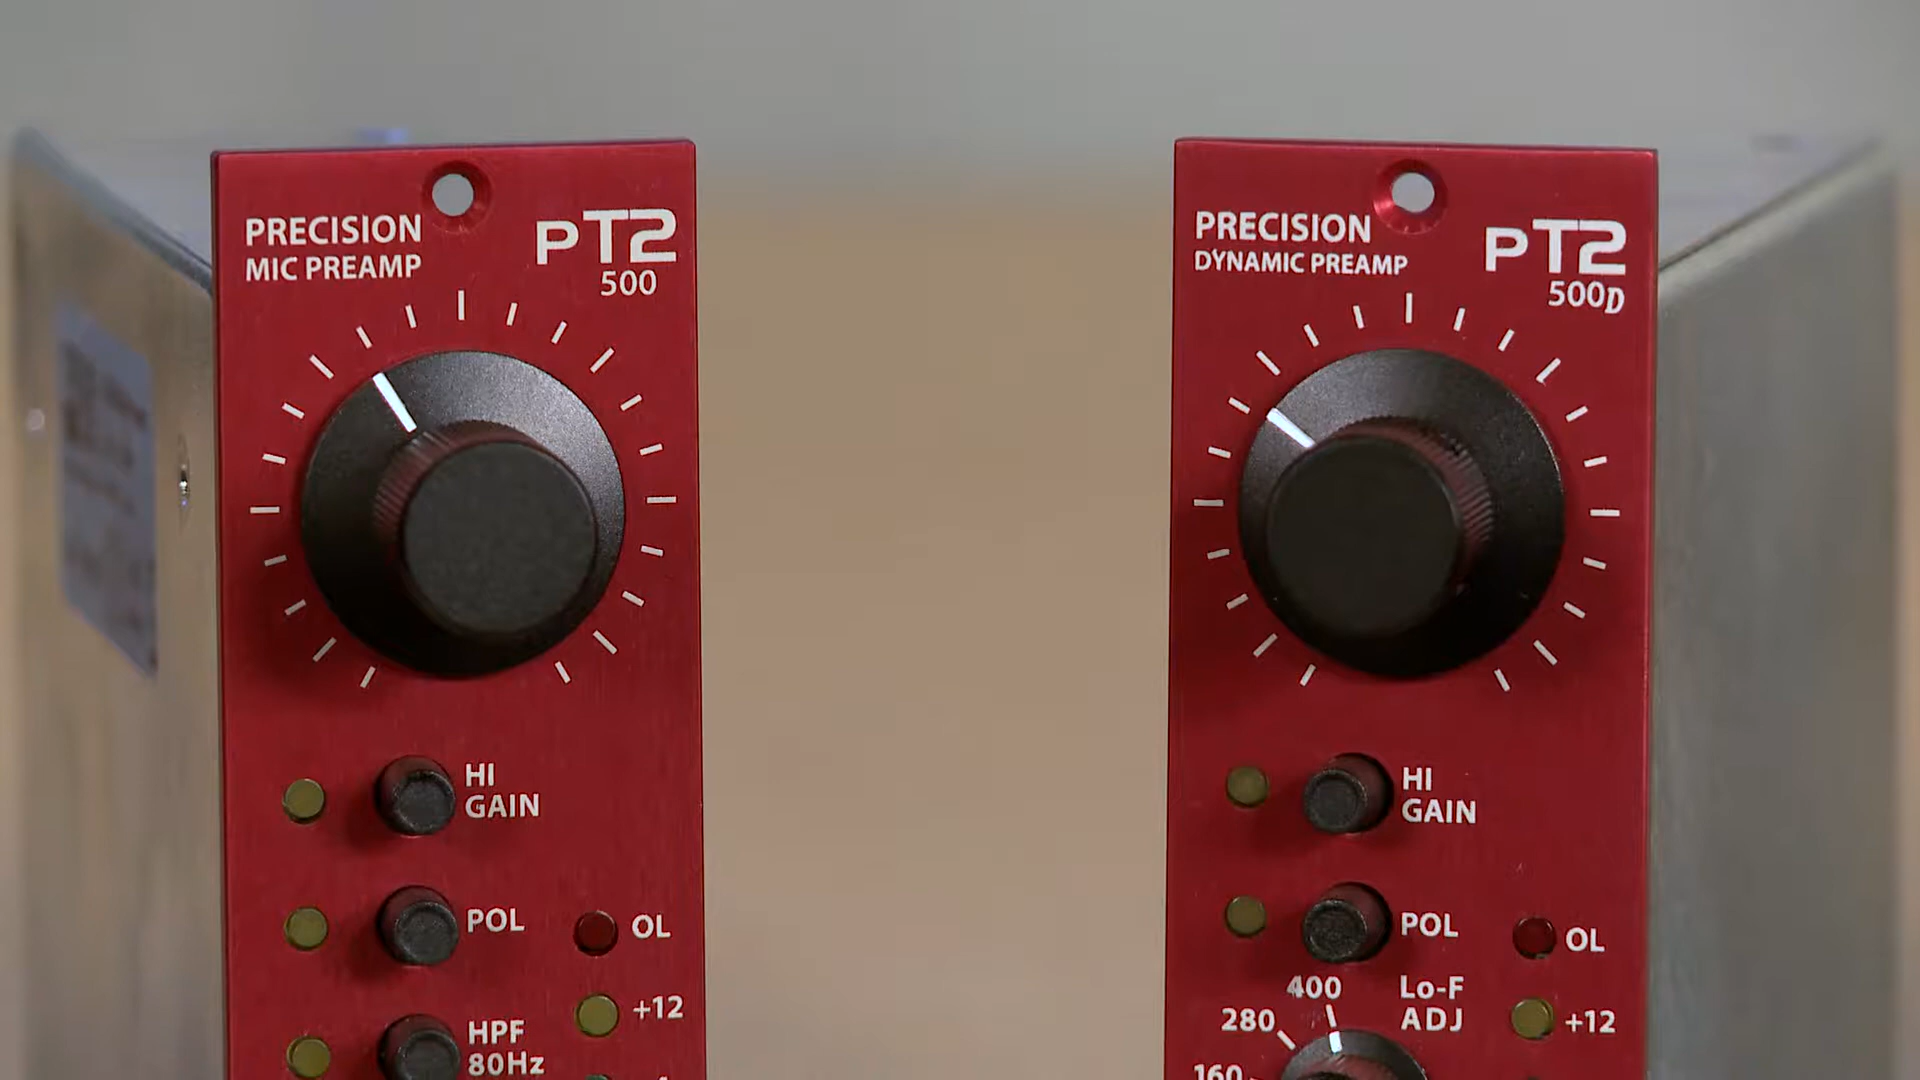 PRECISION
MIC PREAMP
PT2
500
HI
GAIN
POL
OL
+12
HPF
80Hz
PRECISION
DYNAMIC PREAMP
PT2
500D
HI
GAIN
POL
OL
400
Lo-F
ADJ
280
+12
160